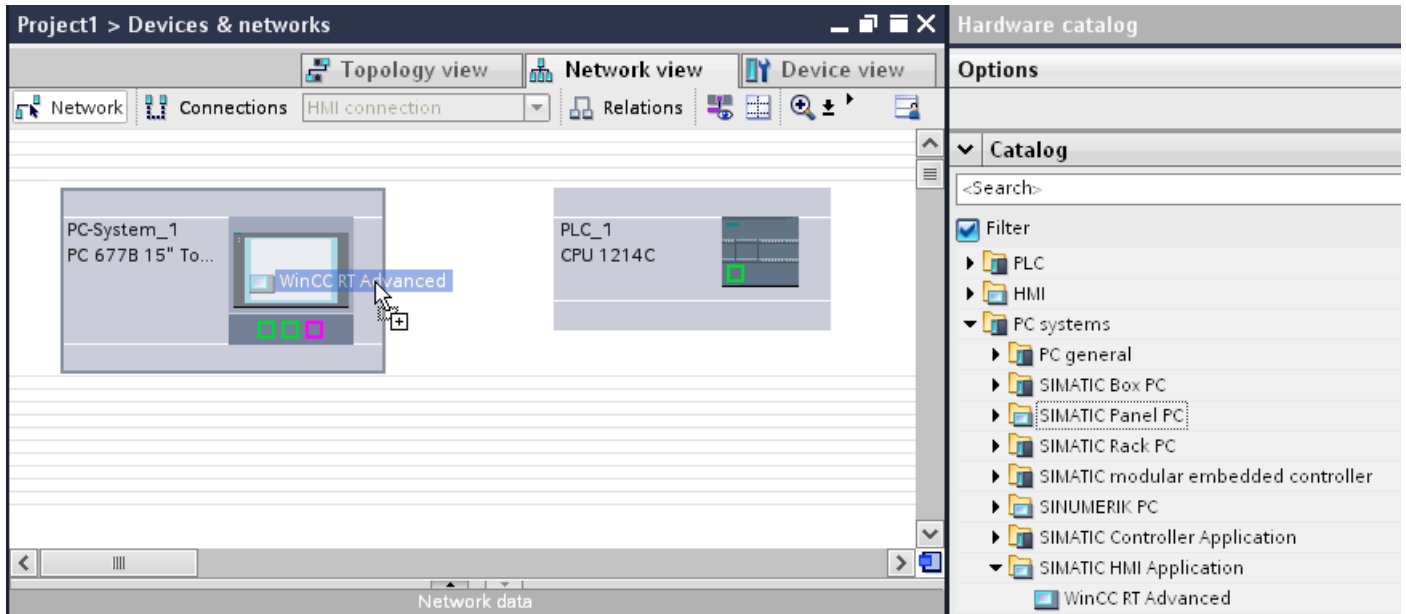 Project1 > Devices & networks
Topology view
Network view
Device view
Network
Connections
HMI connection
Relations
PC-System_1
PC 677B 15" To...
WinCC RT Advanced
PLC_1
CPU 1214C
Network data
Hardware catalog
Options
Catalog
<Search>
Filter
PLC
HMI
PC systems
PC general
SIMATIC Box PC
SIMATIC Panel PC
SIMATIC Rack PC
SIMATIC modular embedded controller
SINUMERIK PC
SIMATIC Controller Application
SIMATIC HMI Application
WinCC RT Advanced